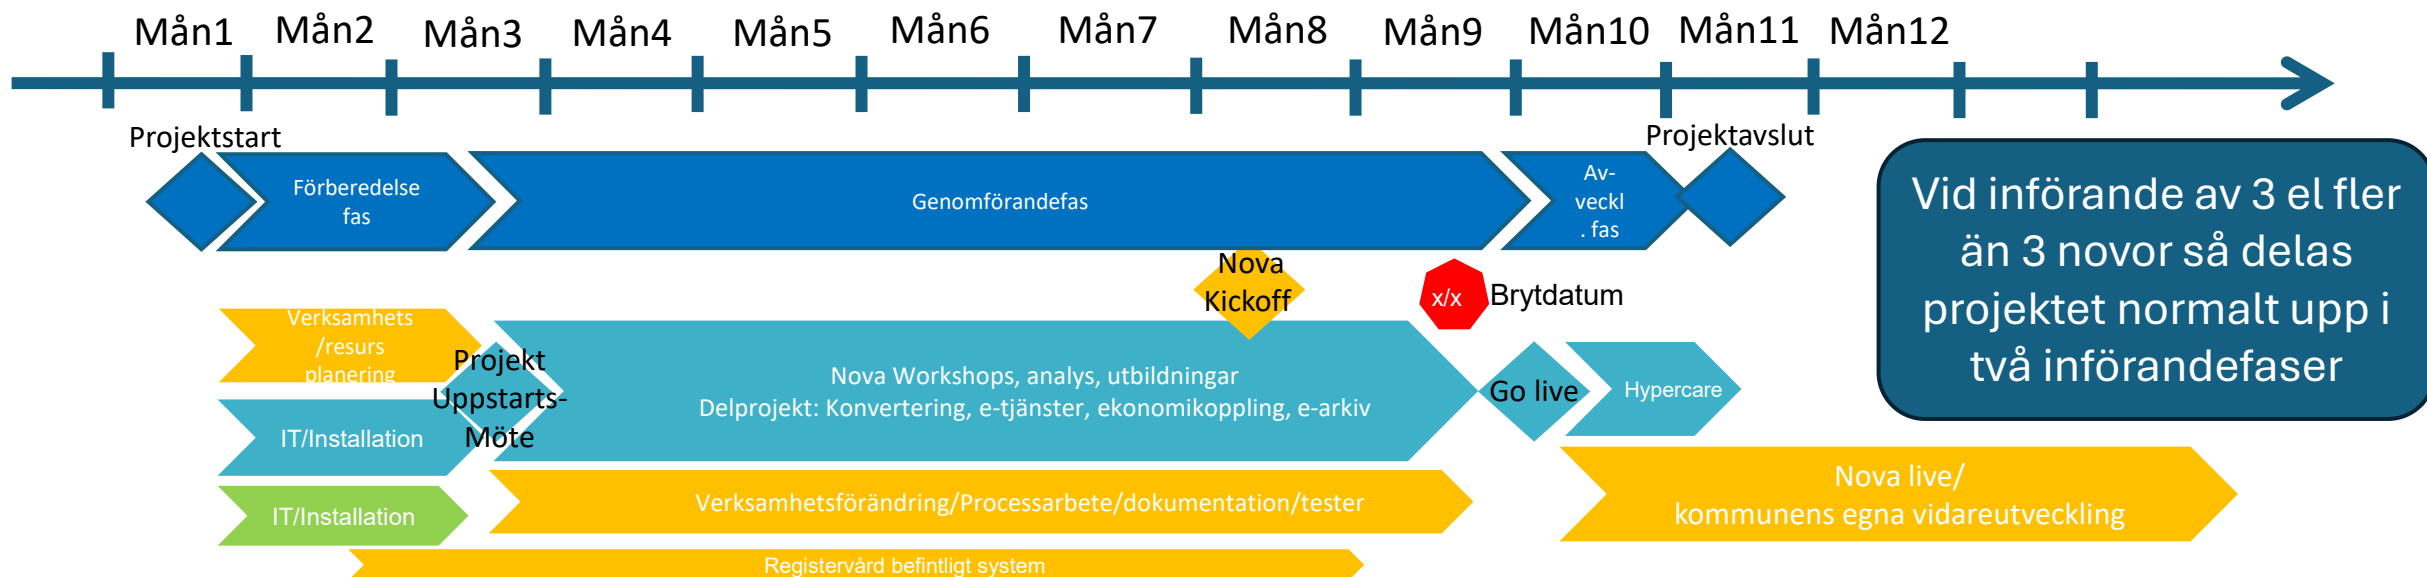 Mån1 Mån2 Mån3 Mån4 Mån5 Mån6 Mån7 Mån8 Mån9 Mån10 Mån11 Mån12
Projektstart
Projektavslut
Förberedelse
fas
Genomförandefas
Av-
veckl
. fas
Vid införande av 3 el fler
än 3 novor så delas
projektet normalt upp i
två införandefaser
Nova
Kickoff
x/x
Brytdatum
Verksamhets
/resurs
planering
Projekt
Uppstarts-
Möte
Nova Workshops, analys, utbildningar
Delprojekt: Konvertering, e-tjänster, ekonomikoppling, e-arkiv
Go live
Hypercare
IT/Installation
IT/Installation
Verksamhetsförändring/Processarbete/dokumentation/tester
Nova live/
kommunens egna vidareutveckling
Registervård befintligt system